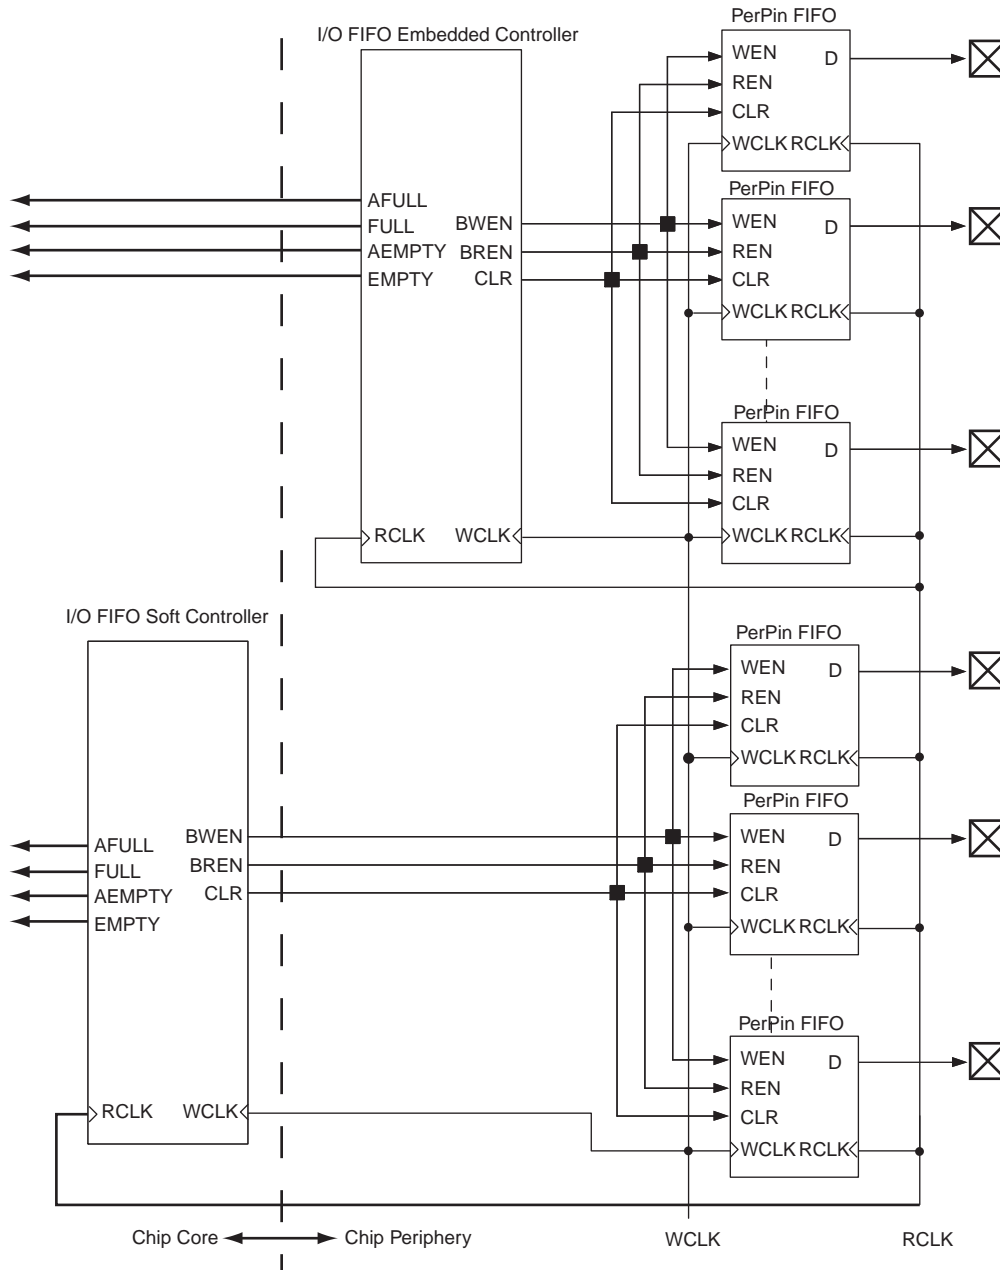 PerPin FIFO
I/O FIFO Embedded Controller
WEN
D
REN
CLR
WCLK RCLK
PerPin FIFO
AFULL
FULL
AEMPTY
EMPTY
BWEN
BREN
CLR
WEN
D
REN
CLR
WCLK RCLK
PerPin FIFO
WEN
D
REN
CLR
WCLK RCLK
RCLK
WCLK
I/O FIFO Soft Controller
PerPin FIFO
WEN
D
REN
CLR
WCLK RCLK
PerPin FIFO
AFULL
FULL
AEMPTY
EMPTY
BWEN
BREN
CLR
WEN
D
REN
CLR
WCLK RCLK
PerPin FIFO
WEN
D
REN
CLR
WCLK RCLK
RCLK
WCLK
Chip Core
Chip Periphery
WCLK
RCLK